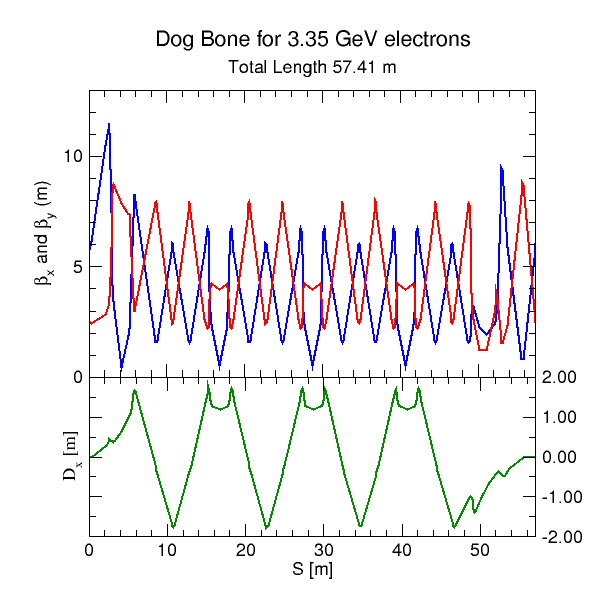 Dog Bone for 3.35 GeV electrons
Total Length 57.41 m
10
5
0
βx and βy (m)
2.00
1.00
0.00
-1.00
-2.00
Dx [m]
0 10 20 30 40 50
S [m]